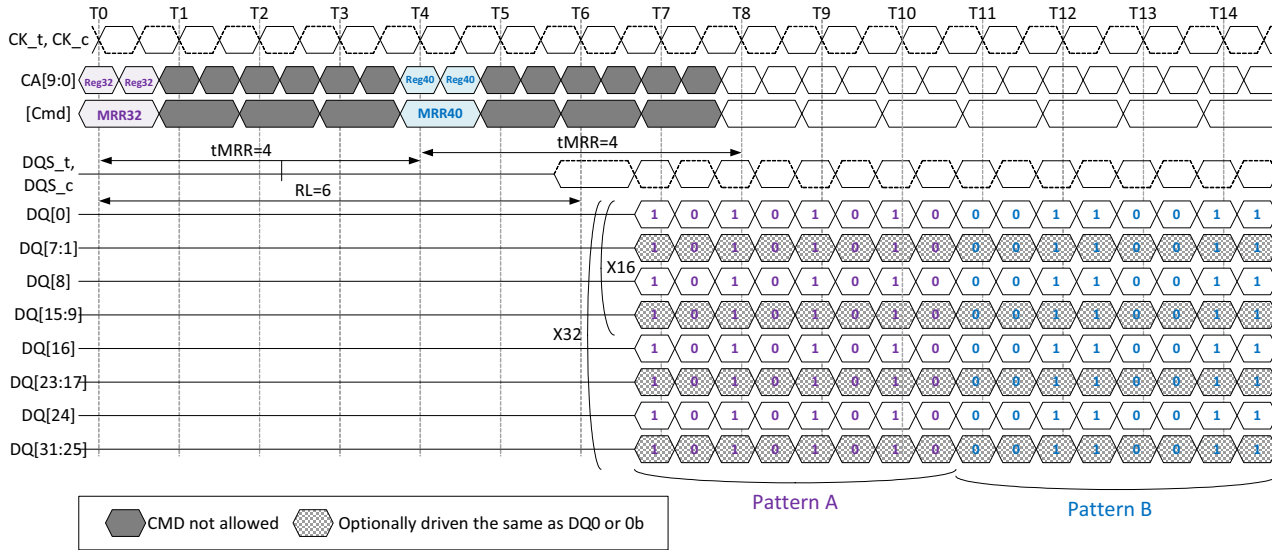 T0 T1 T2 T3 T4 T5 T6 T7 T8 T9 T10 T11 T12 T13 T14
CK_t, CK_c
CA[9:0] Reg32 Reg32 Reg40 Reg40
[Cmd] MRR32 MRR40
tMRR=4 tMRR=4
DQS_t,
DQS_c
RL=6
DQ[0] 1 0 1 0 1 0 1 0 0 0 1 1 0 0 1 1
DQ[7:1] 1 0 1 0 1 0 1 0 0 0 1 1 0 0 1 1
X16
DQ[8] 1 0 1 0 1 0 1 0 0 0 1 1 0 0 1 1
DQ[15:9] 1 0 1 0 1 0 1 0 0 0 1 1 0 0 1 1
X32
DQ[16] 1 0 1 0 1 0 1 0 0 0 1 1 0 0 1 1
DQ[23:17] 1 0 1 0 1 0 1 0 0 0 1 1 0 0 1 1
DQ[24] 1 0 1 0 1 0 1 0 0 0 1 1 0 0 1 1
DQ[31:25] 1 0 1 0 1 0 1 0 0 0 1 1 0 0 1 1
Pattern A Pattern B
CMD not allowed Optionally driven the same as DQ0 or 0b